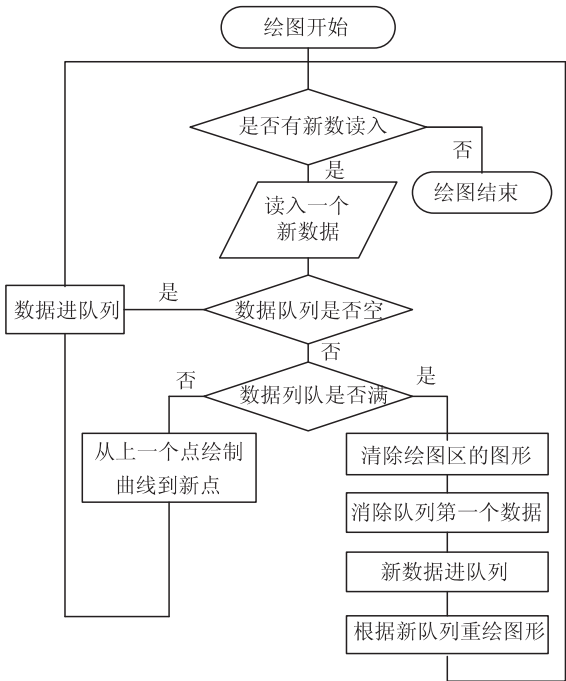 绘图开始
是否有新数读入
否
是
绘图结束
读入一个
新数据
数据进队列
是
数据队列是否空
否
否
数据列队是否满
是
从上一个点绘制
曲线到新点
清除绘图区的图形
消除队列第一个数据
新数据进队列
根据新队列重绘图形